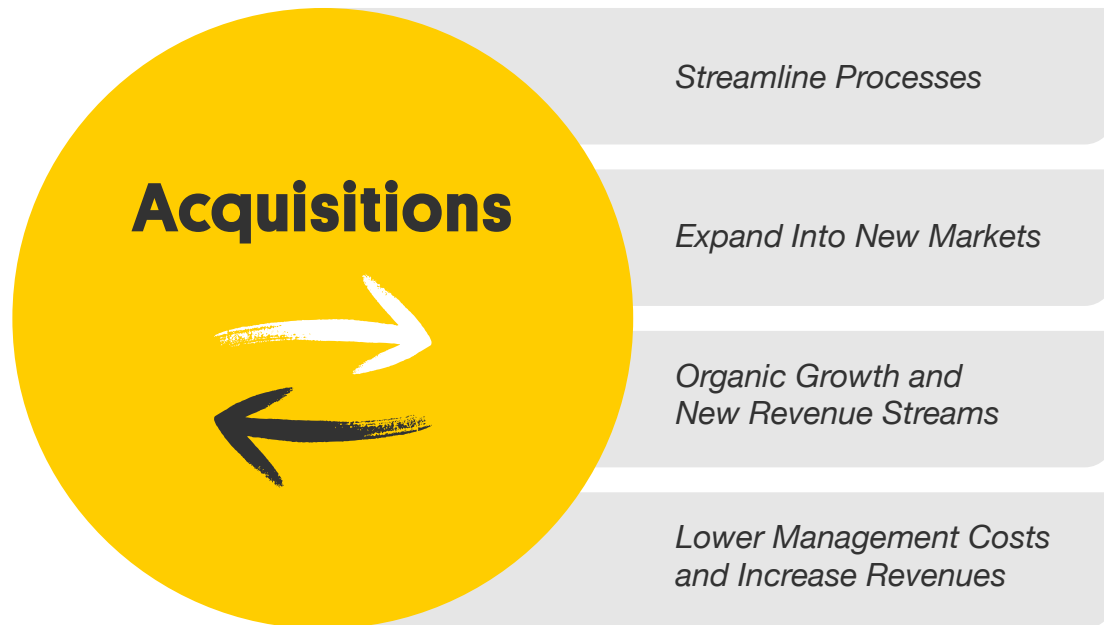 Acquisitions
Streamline Processes
Expand Into New Markets
Organic Growth and
New Revenue Streams
Lower Management Costs
and Increase Revenues